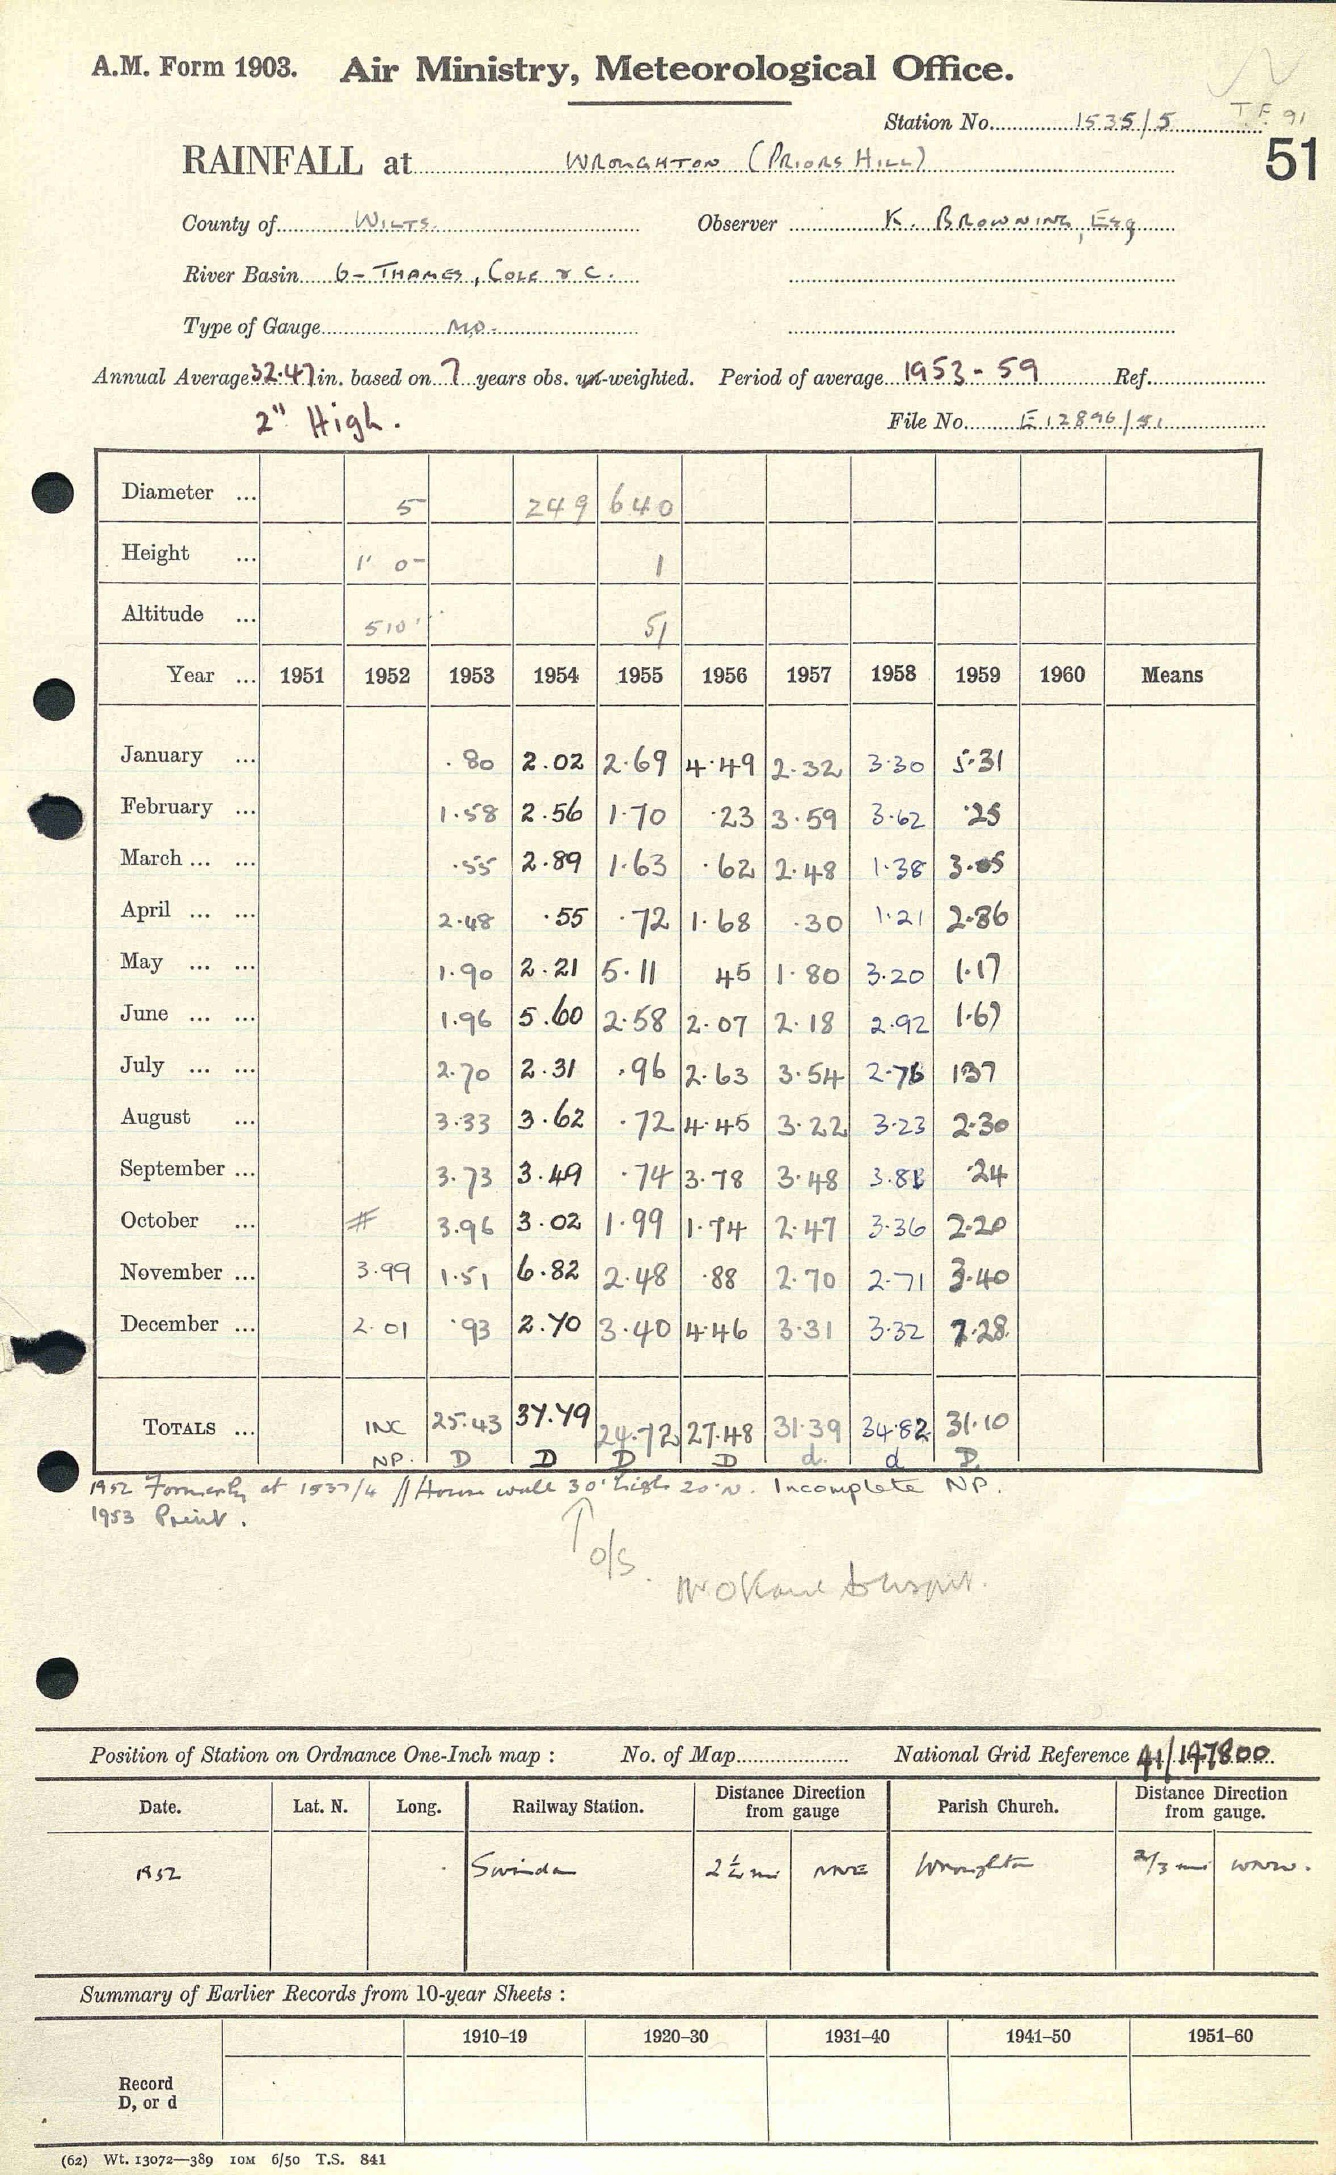 A.M. Form 1903. Air Ministry, Meteorological Office.
T.F. 91
Station No. 1535/5
51
RAINFALL at WROUGHTON (PRIORS HILL)
County of WILTS. Observer K. BROWNING, Esq
River Basin 6- THAMES, COLE & C.
Type of Gauge MO.
Annual Average 32.47 in. based on 7 years obs. un-weighted. Period of average 1953-59 Ref.
2" High. File No. E12896/51
Diameter ... 5 249 640
Height ... 1' 0- 1
Altitude ... 510' 51
Year ... 1951 1952 1953 1954 1955 1956 1957 1958 1959 1960 Means
January ... .80 2.02 2.69 4.49 2.32 3.30 5.31
February ... 1.58 2.56 1.70 .23 3.59 3.62 .25
March ... ... .55 2.89 1.63 .62 2.48 1.38 3.05
April ... ... 2.48 .55 .72 1.68 .30 1.21 2.86
May ... ... 1.90 2.21 5.11 45 1.80 3.20 1.17
June ... ... 1.96 5.60 2.58 2.07 2.18 2.92 1.67
July ... ... 2.70 2.31 .96 2.63 3.54 2.76 137
August ... 3.33 3.62 .72 4.45 3.22 3.23 2.30
September ... 3.73 3.49 .74 3.78 3.48 3.81 .24
October ... # 3.96 3.02 1.99 1.74 2.47 3.36 2.20
November ... 3.99 1.51 6.82 2.48 .88 2.70 2.71 3.40
December ... 2.01 .93 2.70 3.40 4.46 3.31 3.32 7.28
TOTALS ... INC 25.43 37.79 24.72 27.48 31.39 34.82 31.10
NP. D D D D d. d D.
1952 Formerly at 1537/4 // House wall 30' high 20' N. Incomplete NP.
1953 Print.
↑ o/s.
Position of Station on Ordnance One-Inch map : No. of Map National Grid Reference 41/147800
Date. Lat. N. Long. Railway Station. Distance Direction from gauge Parish Church. Distance Direction from gauge.
1952 Swindon 2½ mi NNE Wroughton 2/3 mi WNW.
Summary of Earlier Records from 10-year Sheets :
1910–19 1920–30 1931–40 1941–50 1951–60
Record
D, or d
(62) Wt. 13072—389 10M 6/50 T.S. 841